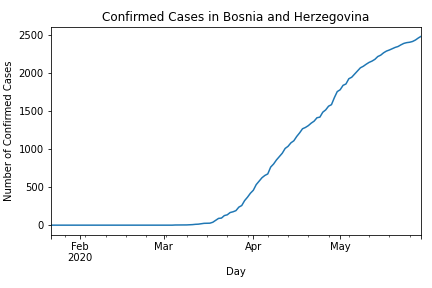 Confirmed Cases in Bosnia and Herzegovina
Number of Confirmed Cases
2500
2000
1500
1000
500
0
Feb
2020
Mar
Apr
May
Day